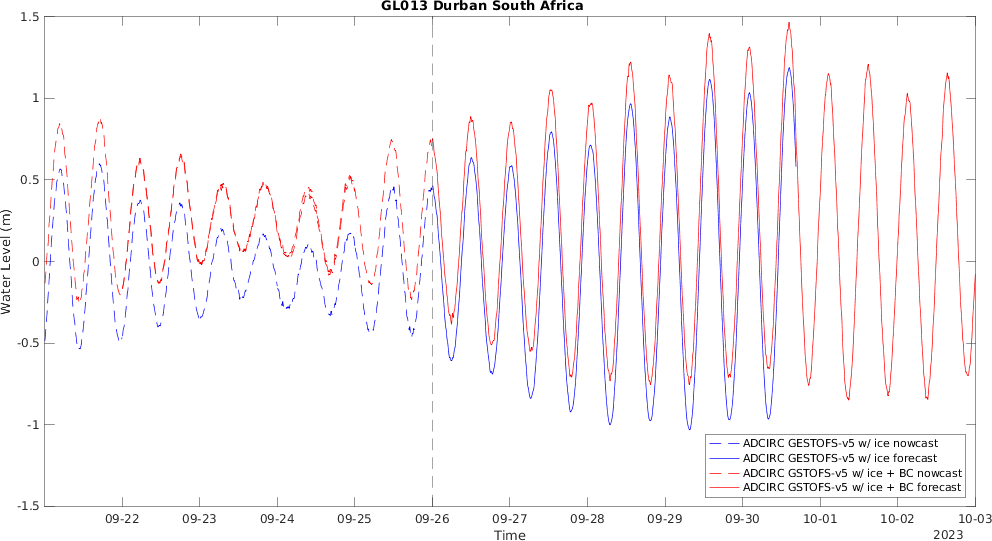 GL013 Durban South Africa
1.5
1
0.5
0
-0.5
-1
-1.5
Water Level (m)
ADCIRC GESTOFS-v5 w/ ice nowcast
ADCIRC GESTOFS-v5 w/ ice forecast
ADCIRC GSTOFS-v5 w/ ice + BC nowcast
ADCIRC GSTOFS-v5 w/ ice + BC forecast
09-22 09-23 09-24 09-25 09-26 09-27 09-28 09-29 09-30 10-01 10-02 10-03
Time
2023